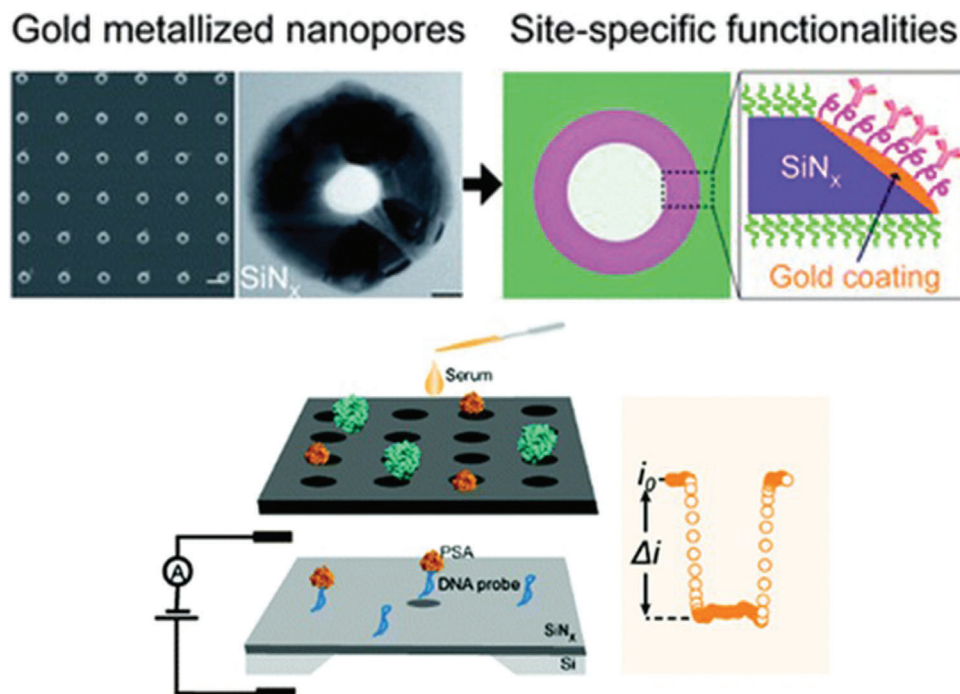 Gold metallized nanopores
Site-specific functionalities
SiNₓ
SiNₓ
Gold coating
Serum
PSA
DNA probe
SiNₓ
Si
A
i₀
Δi